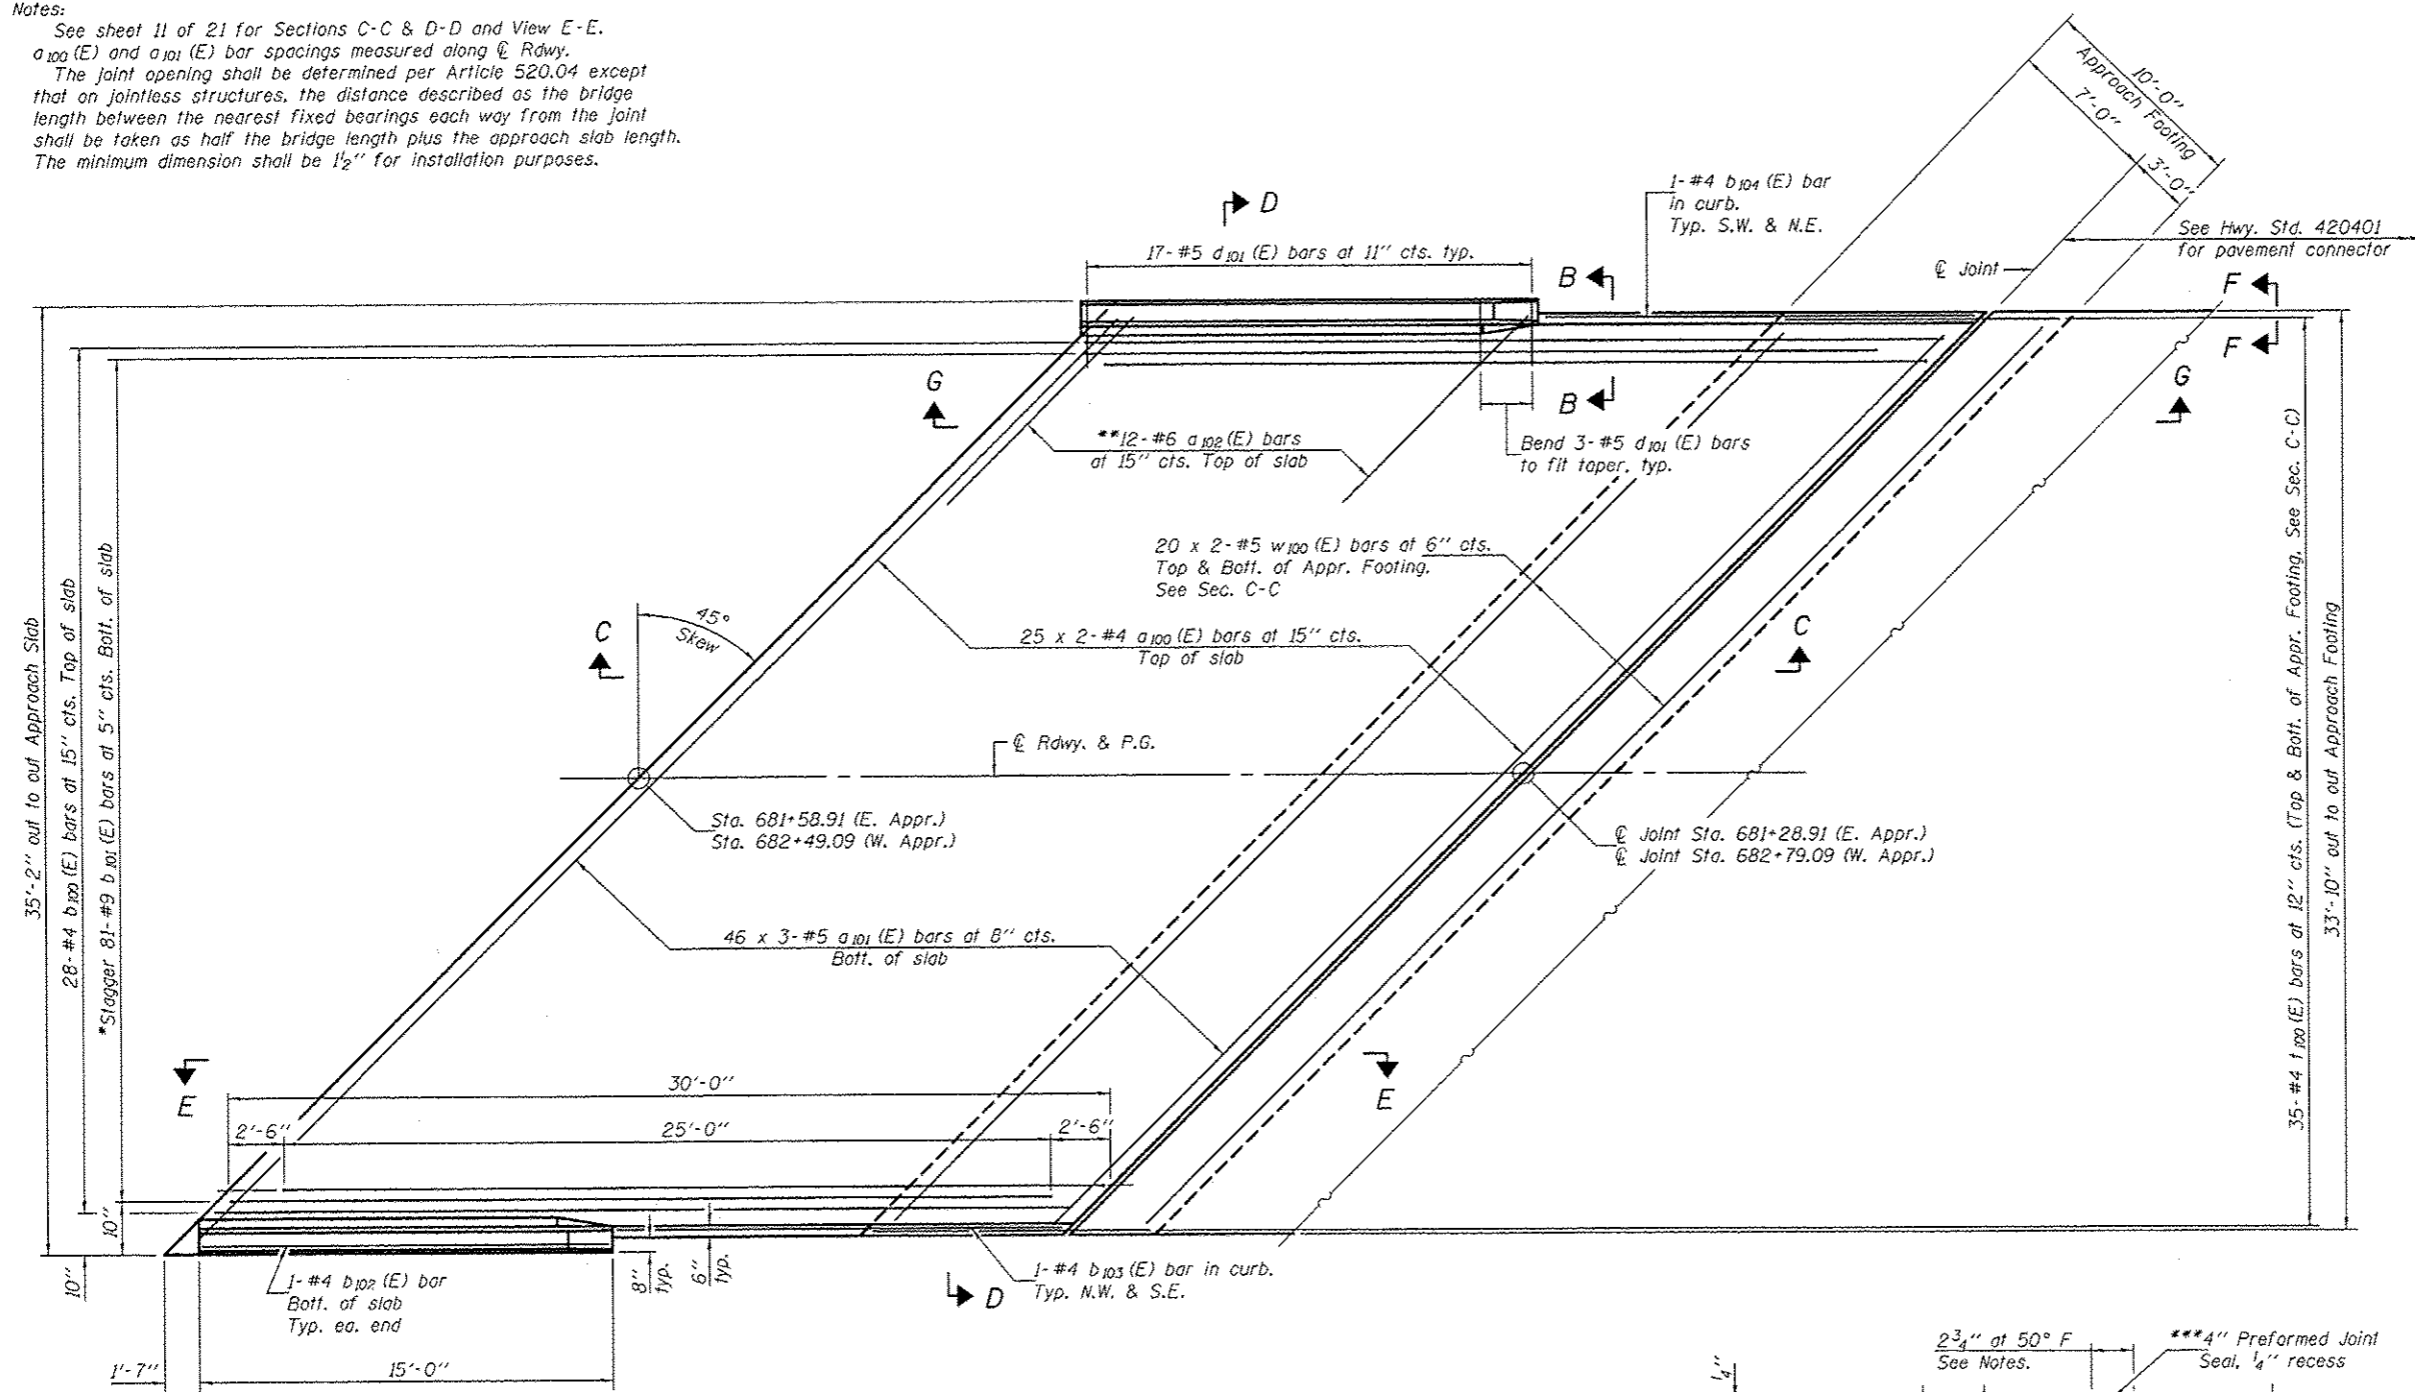 Notes:
See sheet 11 of 21 for Sections C-C & D-D and View E-E.
a100 (E) and a101 (E) bar spacings measured along ℄ Rdwy.
The joint opening shall be determined per Article 520.04 except
that on jointless structures, the distance described as the bridge
length between the nearest fixed bearings each way from the joint
shall be taken as half the bridge length plus the approach slab length.
The minimum dimension shall be 1½'' for installation purposes.
10'-0''
Approach Footing
7'-0''
3'-0''
1-#4 b104 (E) bar
in curb.
Typ. S.W. & N.E.
See Hwy. Std. 420401
for pavement connector
D
17-#5 d101 (E) bars at 11'' cts. typ.
B
℄ Joint
F
F
G
B
G
**12-#6 a102 (E) bars
at 15'' cts. Top of slab
Bend 3-#5 d101 (E) bars
to fit taper, typ.
20 x 2-#5 w100 (E) bars at 6'' cts.
Top & Bott. of Appr. Footing.
See Sec. C-C
45°
Skew
C
C
25 x 2-#4 a100 (E) bars at 15'' cts.
Top of slab
35'-2'' out to out Approach Slab
28-#4 b100 (E) bars at 15'' cts. Top of slab
*Stagger 81-#9 b101 (E) bars at 5'' cts. Bott. of slab
35-#4 t100 (E) bars at 12'' cts. (Top & Bott. of Appr. Footing, See Sec. C-C)
33'-10'' out to out Approach Footing
℄ Rdwy. & P.G.
Sta. 681+58.91 (E. Appr.)
Sta. 682+49.09 (W. Appr.)
℄ Joint Sta. 681+28.91 (E. Appr.)
℄ Joint Sta. 682+79.09 (W. Appr.)
46 x 3-#5 a101 (E) bars at 8'' cts.
Bott. of slab
E
E
30'-0''
2'-6''
25'-0''
2'-6''
10''
10''
1-#4 b102 (E) bar
Bott. of slab
Typ. ea. end
8''
typ.
6''
typ.
D
1-#4 b103 (E) bar in curb.
Typ. N.W. & S.E.
1'-7''
15'-0''
¼''
2¾'' at 50° F
See Notes.
***4'' Preformed Joint
Seal, ¼'' recess